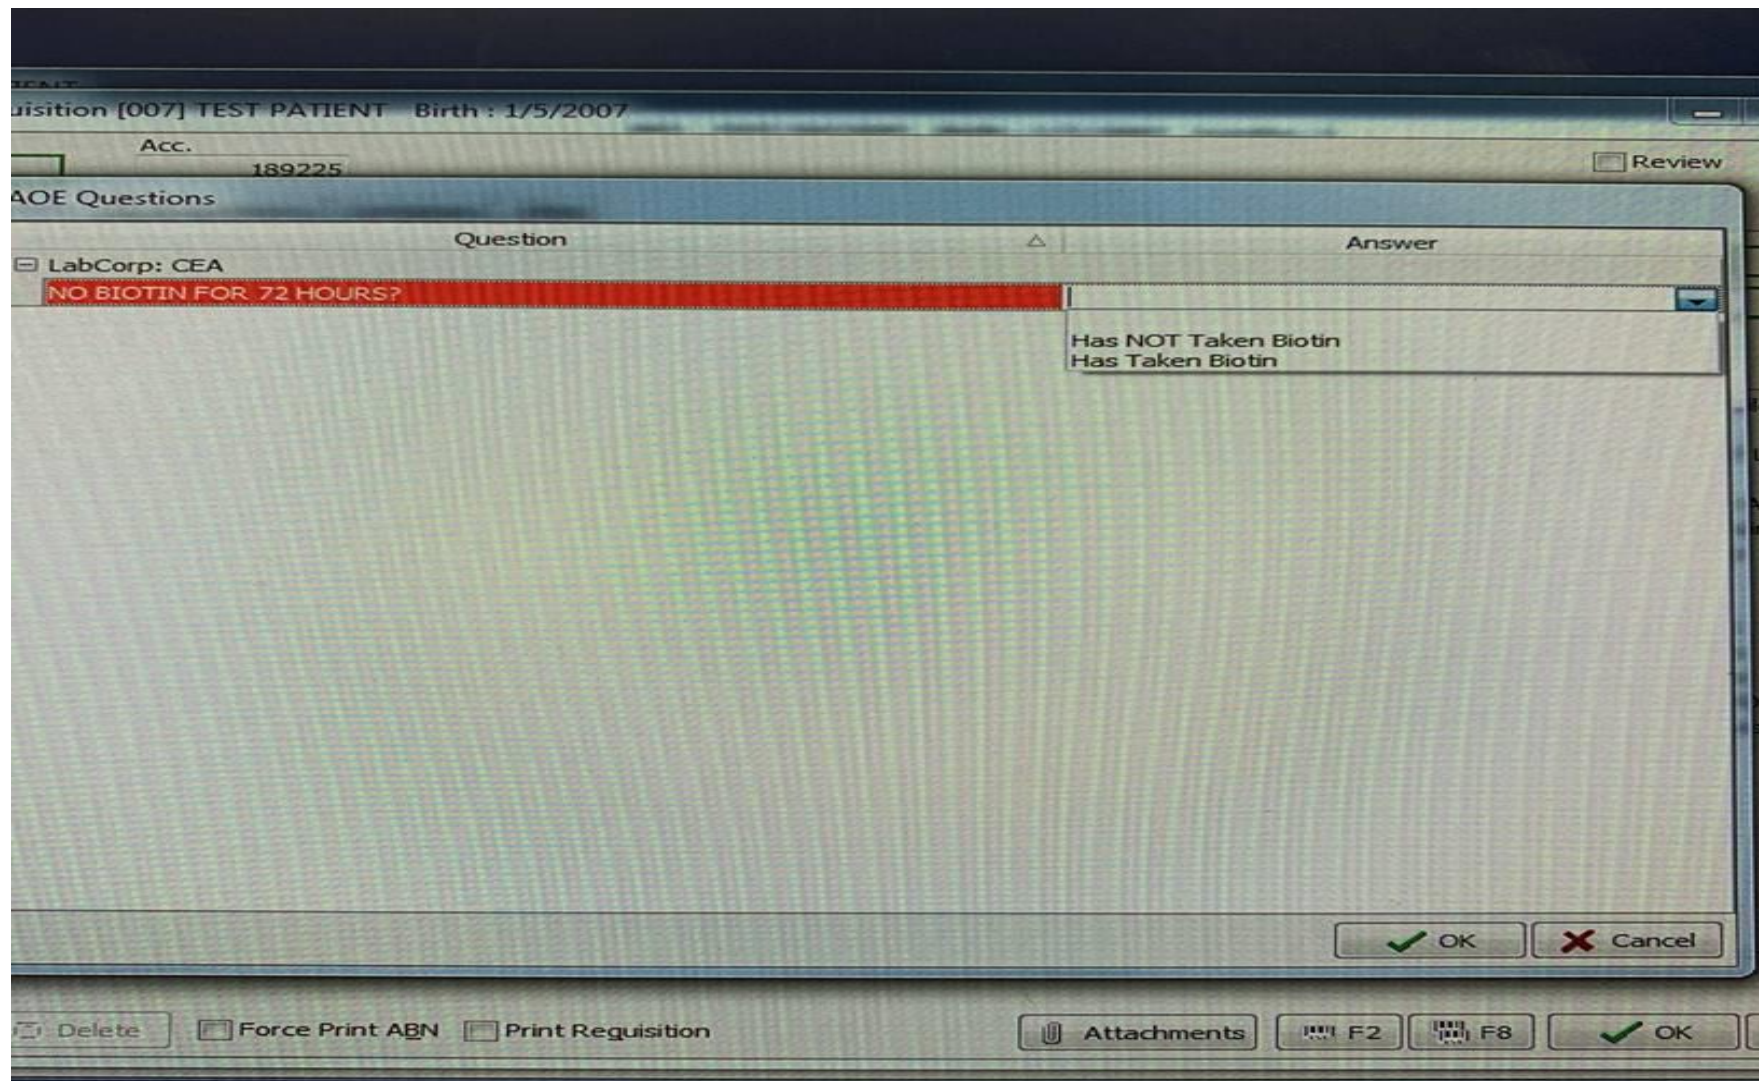 uisition [007] TEST PATIENT Birth : 1/5/2007
Acc.
189225
Review
AOE Questions
Question Answer
LabCorp: CEA
NO BIOTIN FOR 72 HOURS?
Has NOT Taken Biotin
Has Taken Biotin
OK Cancel
Delete Force Print ABN Print Requisition Attachments F2 F8 OK